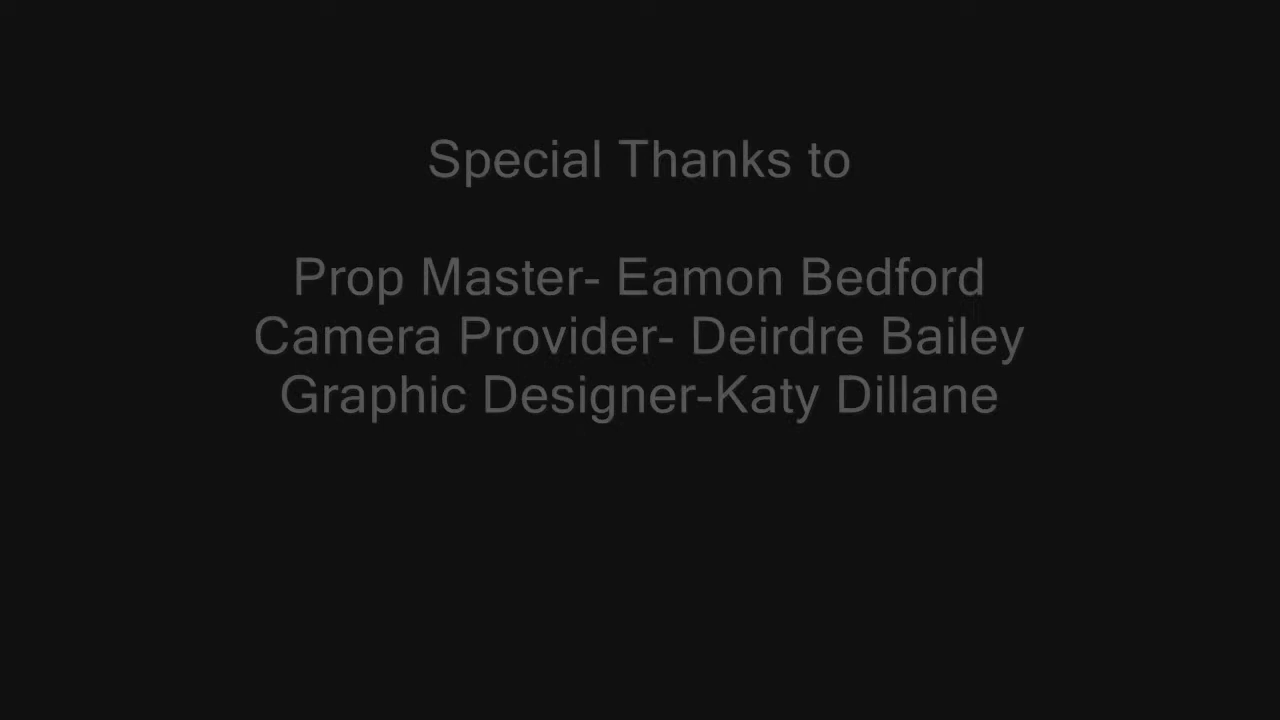 Special Thanks to
Prop Master- Eamon Bedford
Camera Provider- Deirdre Bailey
Graphic Designer-Katy Dillane